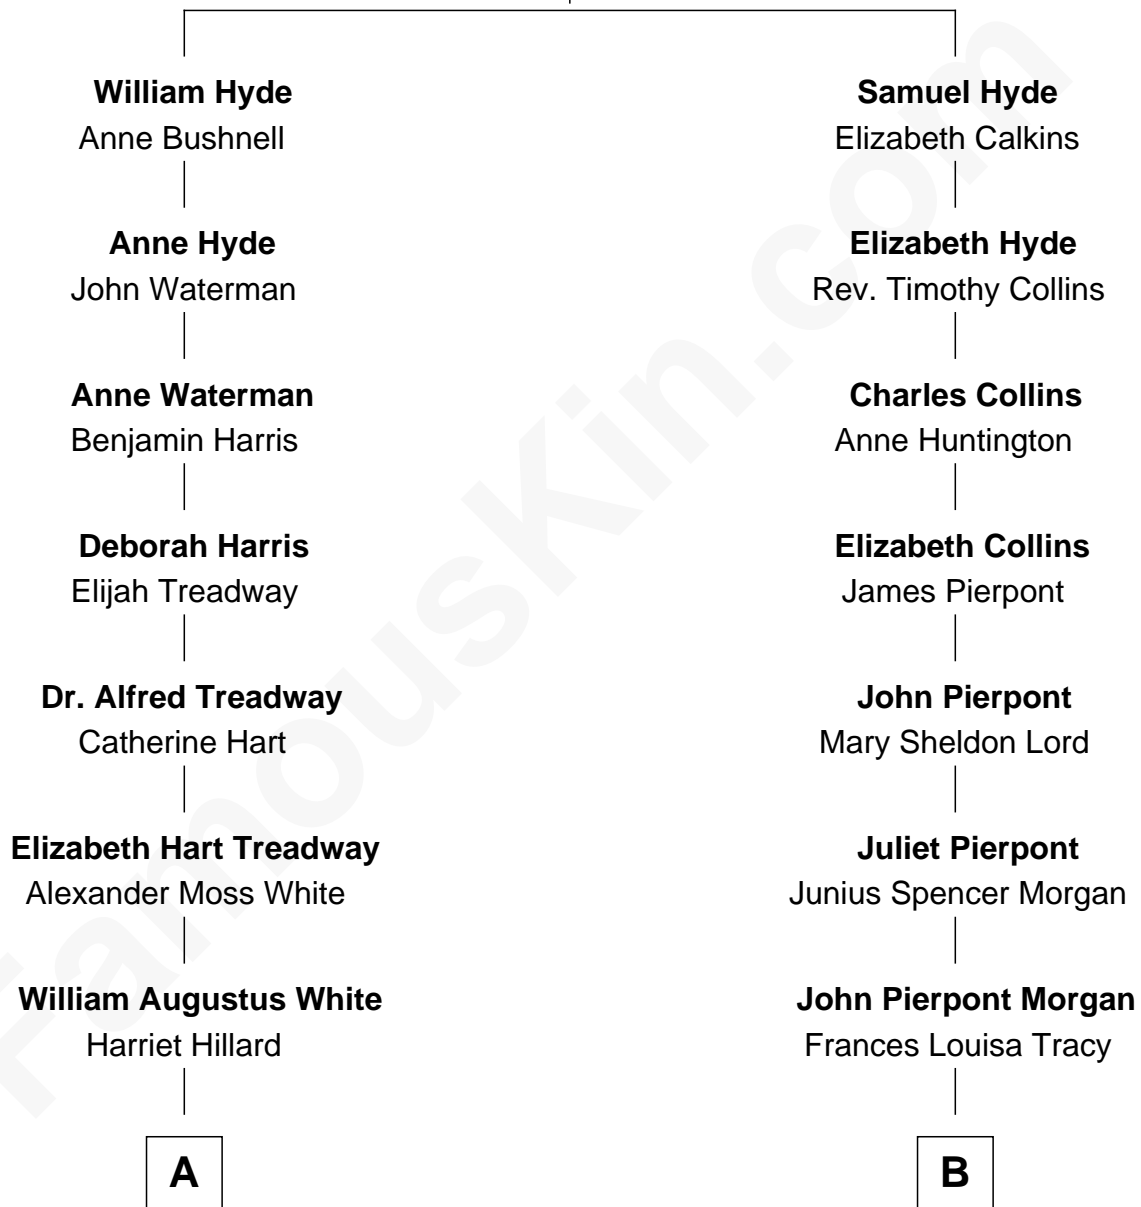 William Hyde
Anne Bushnell
Samuel Hyde
Elizabeth Calkins
Anne Hyde
John Waterman
Elizabeth Hyde
Rev. Timothy Collins
Anne Waterman
Benjamin Harris
Charles Collins
Anne Huntington
Deborah Harris
Elijah Treadway
Elizabeth Collins
James Pierpont
Dr. Alfred Treadway
Catherine Hart
John Pierpont
Mary Sheldon Lord
Elizabeth Hart Treadway
Alexander Moss White
Juliet Pierpont
Junius Spencer Morgan
William Augustus White
Harriet Hillard
John Pierpont Morgan
Frances Louisa Tracy
A
B
FamousKin.com